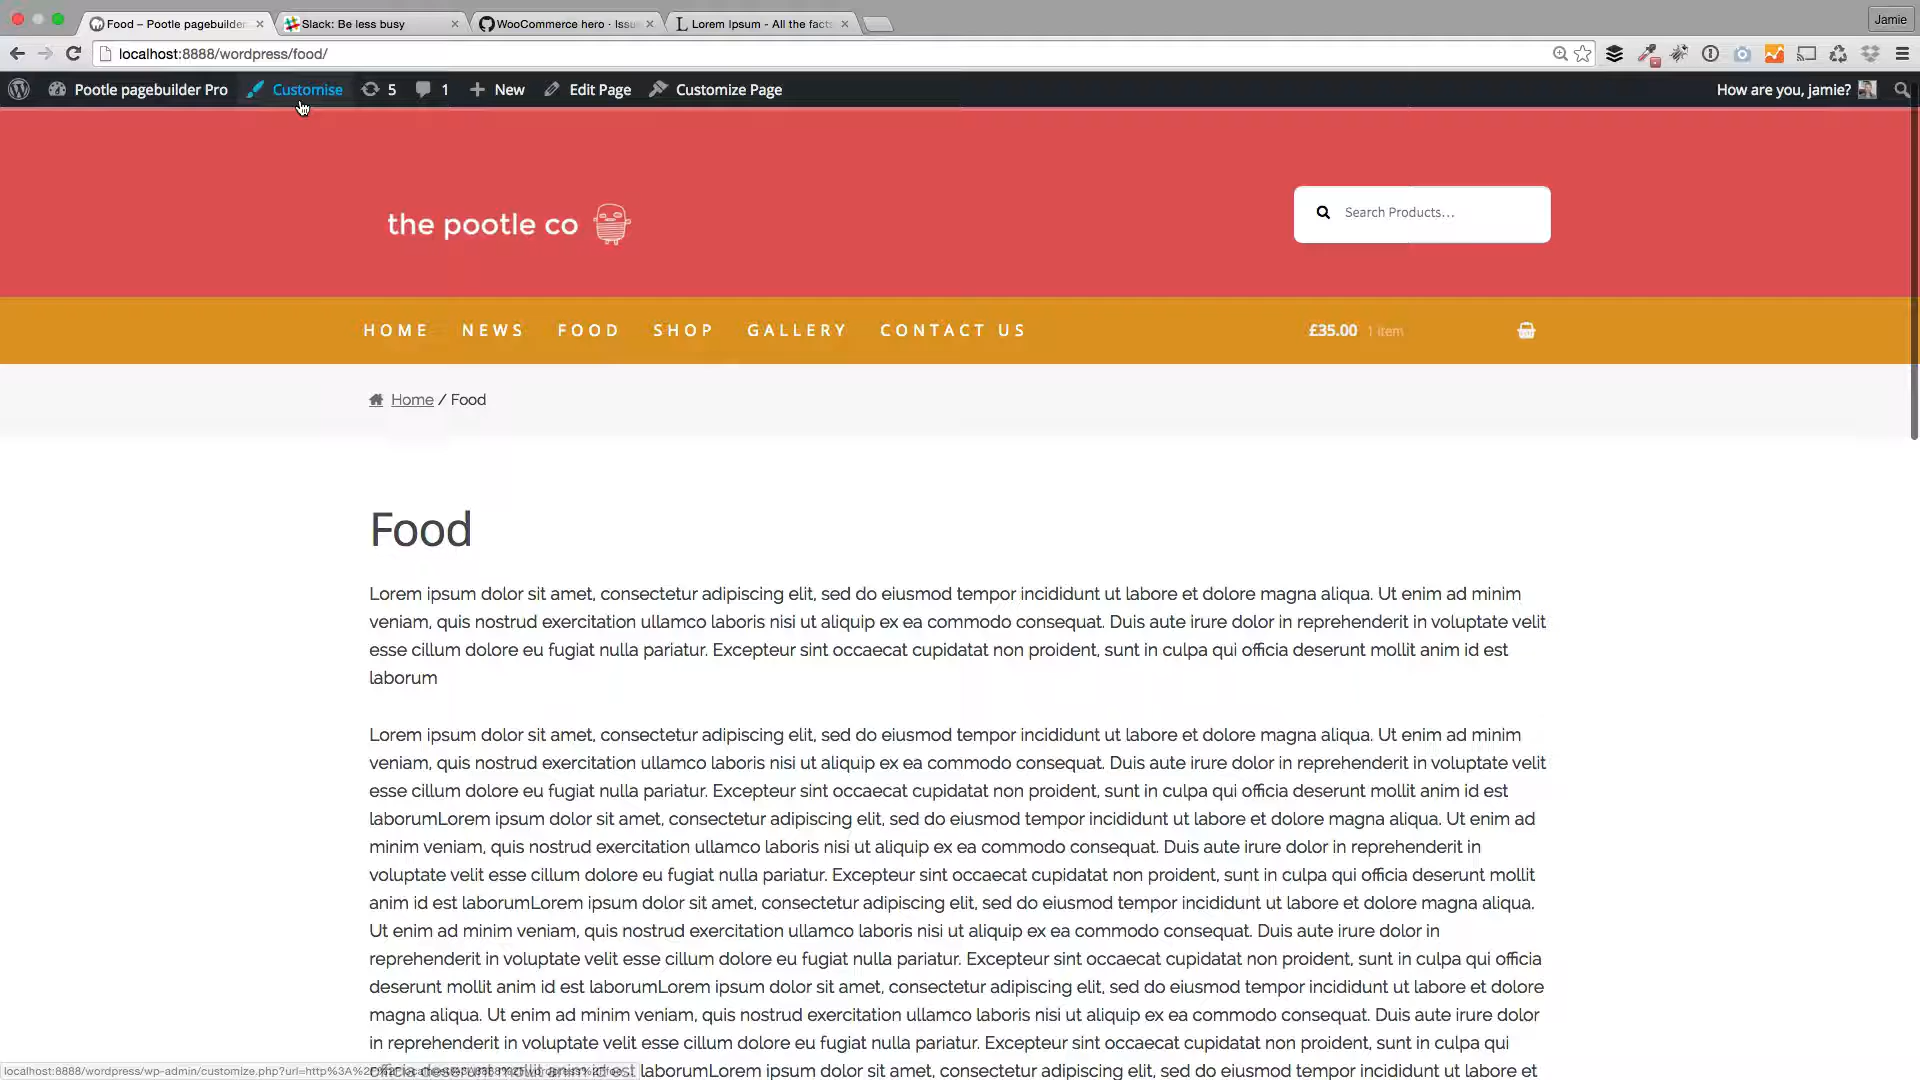 Food – Pootle pagebuilder
Slack: Be less busy
WooCommerce hero · Issu
Lorem Ipsum - All the facts
Jamie
localhost:8888/wordpress/food/
Pootle pagebuilder Pro
Customise
5
1
New
Edit Page
Customize Page
How are you, jamie?
the pootle co
Search Products…
HOME
NEWS
FOOD
SHOP
GALLERY
CONTACT US
£35.00 1 item
Home / Food
Food
Lorem ipsum dolor sit amet, consectetur adipiscing elit, sed do eiusmod tempor incididunt ut labore et dolore magna aliqua. Ut enim ad minim
veniam, quis nostrud exercitation ullamco laboris nisi ut aliquip ex ea commodo consequat. Duis aute irure dolor in reprehenderit in voluptate velit
esse cillum dolore eu fugiat nulla pariatur. Excepteur sint occaecat cupidatat non proident, sunt in culpa qui officia deserunt mollit anim id est
laborum
Lorem ipsum dolor sit amet, consectetur adipiscing elit, sed do eiusmod tempor incididunt ut labore et dolore magna aliqua. Ut enim ad minim
veniam, quis nostrud exercitation ullamco laboris nisi ut aliquip ex ea commodo consequat. Duis aute irure dolor in reprehenderit in voluptate velit
esse cillum dolore eu fugiat nulla pariatur. Excepteur sint occaecat cupidatat non proident, sunt in culpa qui officia deserunt mollit anim id est
laborumLorem ipsum dolor sit amet, consectetur adipiscing elit, sed do eiusmod tempor incididunt ut labore et dolore magna aliqua. Ut enim ad
minim veniam, quis nostrud exercitation ullamco laboris nisi ut aliquip ex ea commodo consequat. Duis aute irure dolor in reprehenderit in
voluptate velit esse cillum dolore eu fugiat nulla pariatur. Excepteur sint occaecat cupidatat non proident, sunt in culpa qui officia deserunt mollit
anim id est laborumLorem ipsum dolor sit amet, consectetur adipiscing elit, sed do eiusmod tempor incididunt ut labore et dolore magna aliqua.
Ut enim ad minim veniam, quis nostrud exercitation ullamco laboris nisi ut aliquip ex ea commodo consequat. Duis aute irure dolor in
reprehenderit in voluptate velit esse cillum dolore eu fugiat nulla pariatur. Excepteur sint occaecat cupidatat non proident, sunt in culpa qui officia
deserunt mollit anim id est laborumLorem ipsum dolor sit amet, consectetur adipiscing elit, sed do eiusmod tempor incididunt ut labore et dolore
magna aliqua. Ut enim ad minim veniam, quis nostrud exercitation ullamco laboris nisi ut aliquip ex ea commodo consequat. Duis aute irure dolor
in reprehenderit in voluptate velit esse cillum dolore eu fugiat nulla pariatur. Excepteur sint occaecat cupidatat non proident, sunt in culpa qui
laborumLorem ipsum dolor sit amet, consectetur adipiscing elit, sed do eiusmod tempor incididunt ut labore et